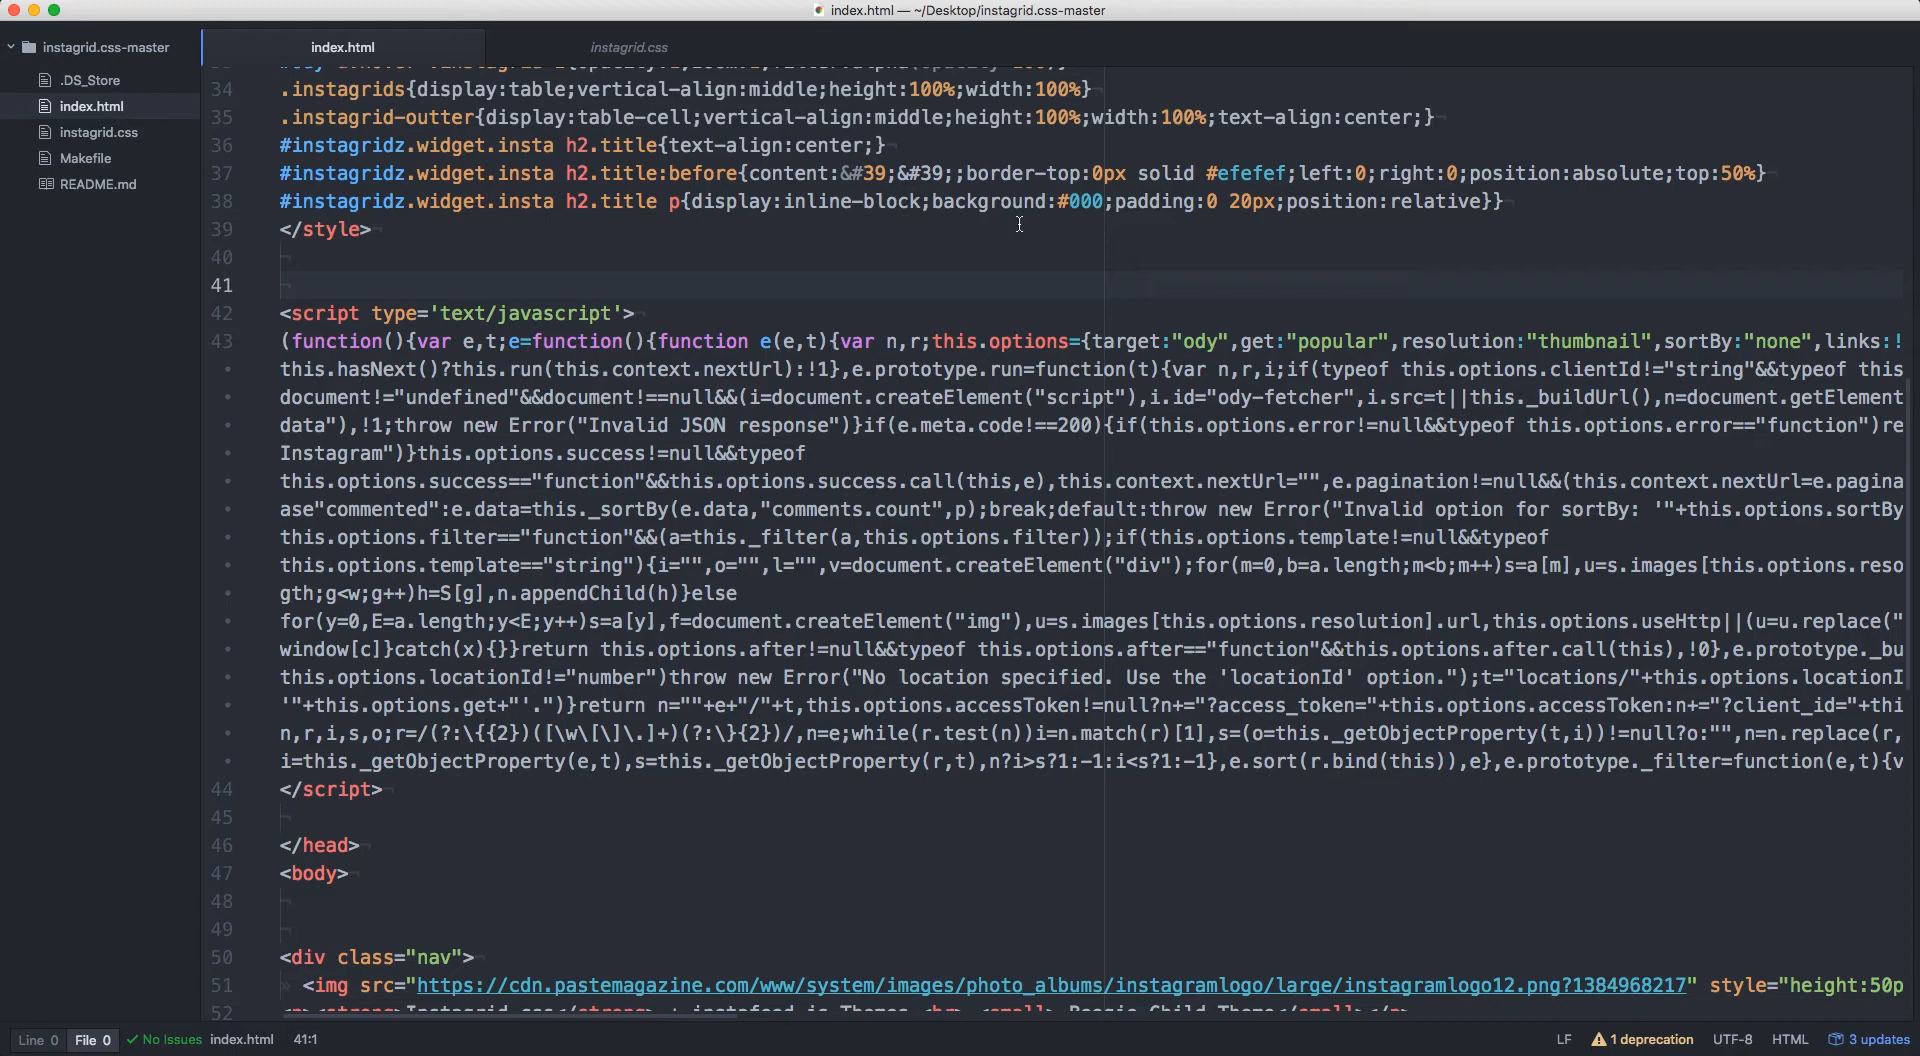 index.html — ~/Desktop/instagrid.css-master
instagrid.css-master
.DS_Store
index.html
instagrid.css
Makefile
README.md
index.html
instagrid.css
34 .instagrids{display:table;vertical-align:middle;height:100%;width:100%}
35 .instagrid-outter{display:table-cell;vertical-align:middle;height:100%;width:100%;text-align:center;}
36 #instagridz.widget.insta h2.title{text-align:center;}
37 #instagridz.widget.insta h2.title:before{content:&#39;&#39;;border-top:0px solid #efefef;left:0;right:0;position:absolute;top:50%}
38 #instagridz.widget.insta h2.title p{display:inline-block;background:#000;padding:0 20px;position:relative}}
39 </style>
40
41
42 <script type='text/javascript'>
43 (function(){var e,t;e=function(){function e(e,t){var n,r;this.options={target:"ody",get:"popular",resolution:"thumbnail",sortBy:"none",links:!
this.hasNext()?this.run(this.context.nextUrl):!1},e.prototype.run=function(t){var n,r,i;if(typeof this.options.clientId!="string"&&typeof this
document!="undefined"&&document!==null&&(i=document.createElement("script"),i.id="ody-fetcher",i.src=t||this._buildUrl(),n=document.getElement
data"),!1;throw new Error("Invalid JSON response")}if(e.meta.code!==200){if(this.options.error!=null&&typeof this.options.error=="function")re
Instagram")}this.options.success!=null&&typeof
this.options.success=="function"&&this.options.success.call(this,e),this.context.nextUrl="",e.pagination!=null&&(this.context.nextUrl=e.pagina
ase"commented":e.data=this._sortBy(e.data,"comments.count",p);break;default:throw new Error("Invalid option for sortBy: '"+this.options.sortBy
this.options.filter=="function"&&(a=this._filter(a,this.options.filter));if(this.options.template!=null&&typeof
this.options.template=="string"){i="",o="",l="",v=document.createElement("div");for(m=0,b=a.length;m<b;m++)s=a[m],u=s.images[this.options.reso
gth;g<w;g++)h=S[g],n.appendChild(h)}else
for(y=0,E=a.length;y<E;y++)s=a[y],f=document.createElement("img"),u=s.images[this.options.resolution].url,this.options.useHttp||(u=u.replace("
window[c]}catch(x){}}return this.options.after!=null&&typeof this.options.after=="function"&&this.options.after.call(this),!0},e.prototype._bu
this.options.locationId!="number")throw new Error("No location specified. Use the 'locationId' option.");t="locations/"+this.options.locationI
'"+this.options.get+"'.")}return n=""+e+"/"+t,this.options.accessToken!=null?n+="?access_token="+this.options.accessToken:n+="?client_id="+thi
n,r,i,s,o;r=/(?:\{{2})([\w\[\]\.]+)(?:\}{2})/,n=e;while(r.test(n))i=n.match(r)[1],s=(o=this._getObjectProperty(t,i))!=null?o:"",n=n.replace(r,
i=this._getObjectProperty(e,t),s=this._getObjectProperty(r,t),n?i>s?1:-1:i<s?1:-1},e.sort(r.bind(this)),e},e.prototype._filter=function(e,t){v
44 </script>
45
46 </head>
47 <body>
48
49
50 <div class="nav">
51 <img src="https://cdn.pastemagazine.com/www/system/images/photo_albums/instagramlogo/large/instagramlogo12.png?1384968217" style="height:50p
52
Line 0 File 0 No Issues index.html 41:1 LF 1 deprecation UTF-8 HTML 3 updates